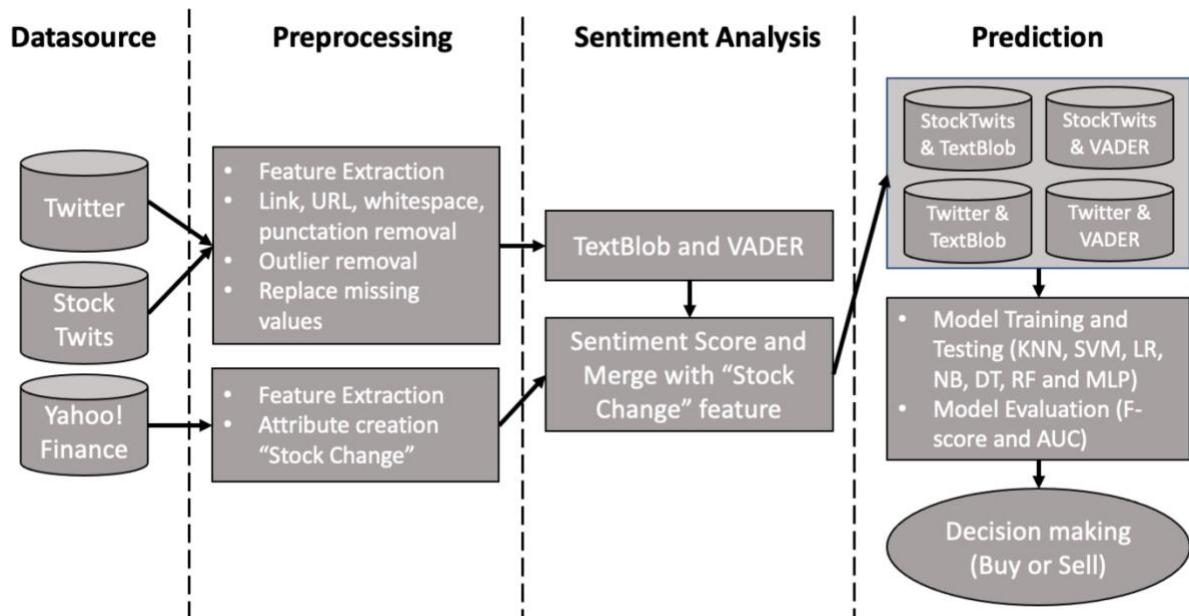 Datasource
Preprocessing
Sentiment Analysis
Prediction
Twitter
Stock
Twits
Yahoo!
Finance
• Feature Extraction
• Link, URL, whitespace,
punctation removal
• Outlier removal
• Replace missing
values
• Feature Extraction
• Attribute creation
“Stock Change”
TextBlob and VADER
Sentiment Score and
Merge with “Stock
Change” feature
StockTwits
& TextBlob
StockTwits
& VADER
Twitter &
TextBlob
Twitter &
VADER
• Model Training and
Testing (KNN, SVM, LR,
NB, DT, RF and MLP)
• Model Evaluation (F-
score and AUC)
Decision making
(Buy or Sell)